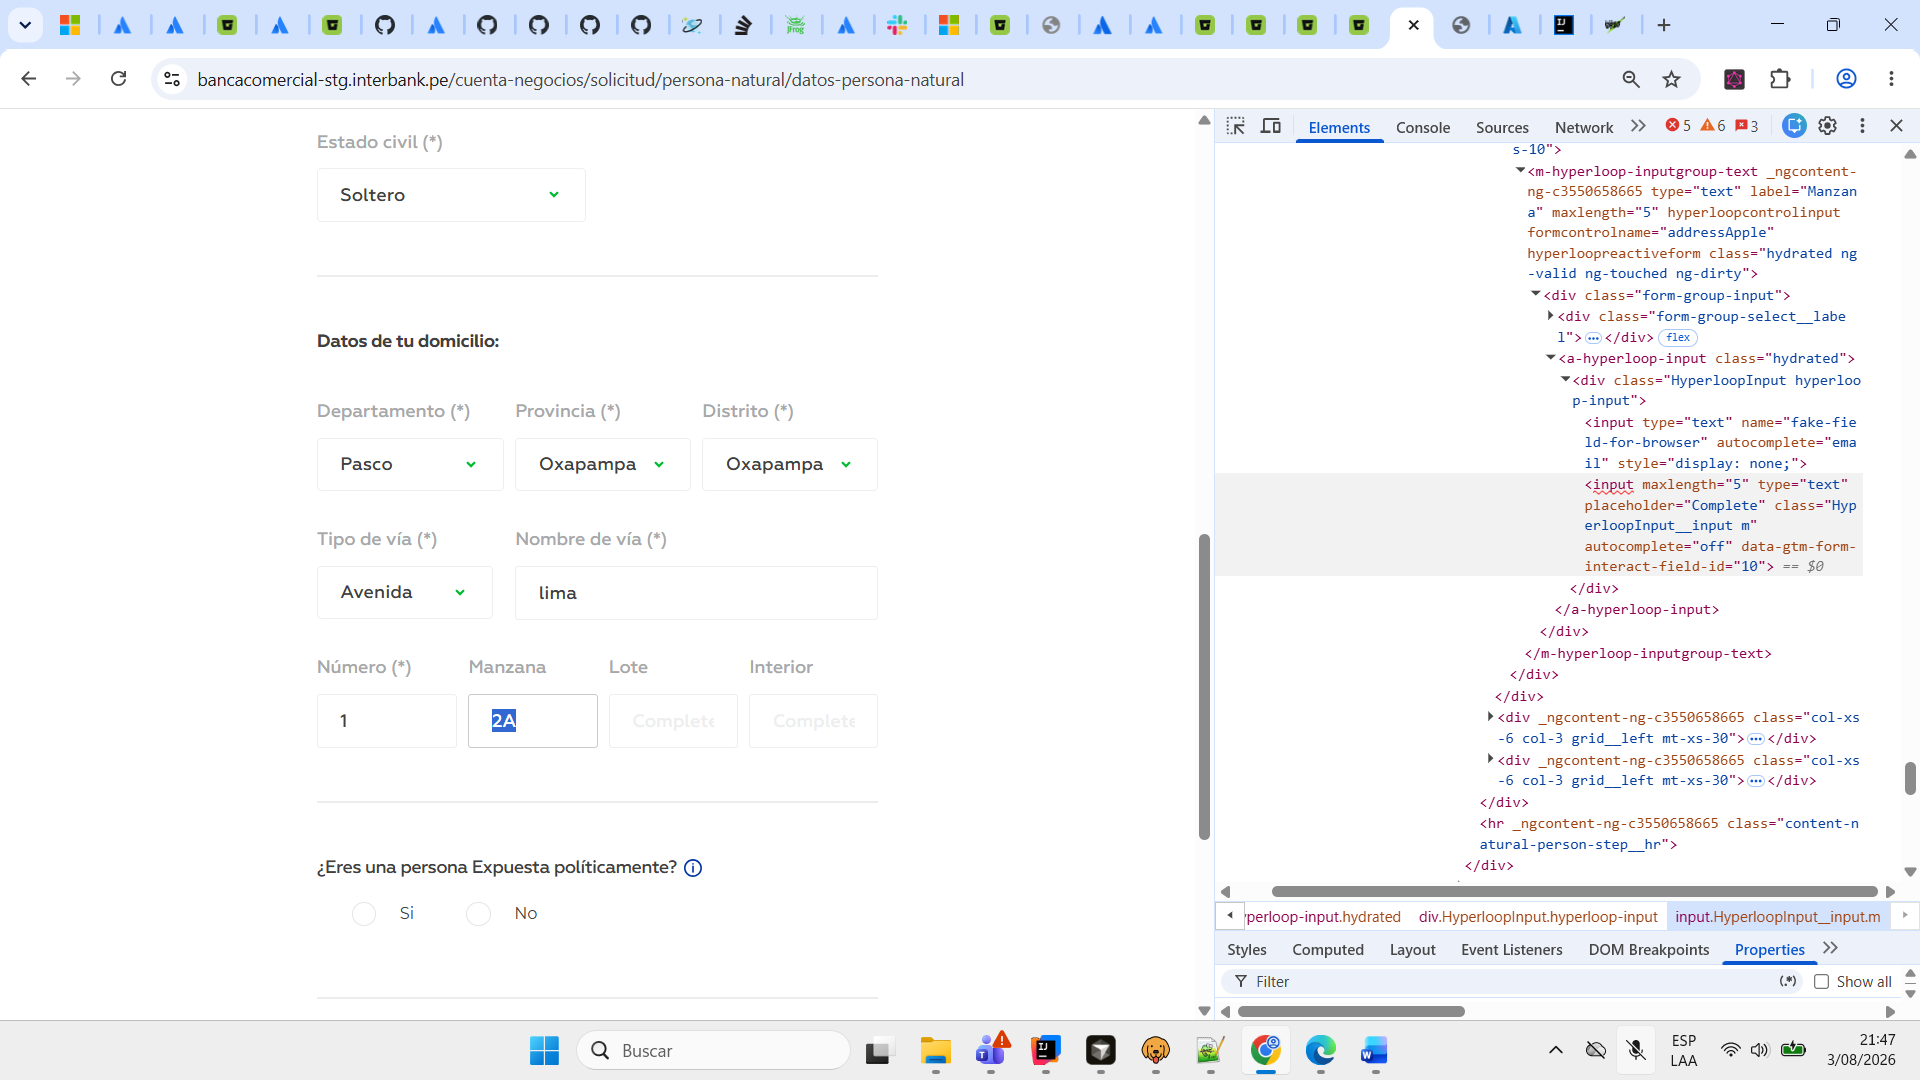 bancacomercial-stg.interbank.pe/cuenta-negocios/solicitud/persona-natural/datos-persona-natural
Estado civil (*)
Soltero
Datos de tu domicilio:
Departamento (*) Provincia (*) Distrito (*)
Pasco Oxapampa Oxapampa
Tipo de vía (*) Nombre de vía (*)
Avenida lima
Número (*) Manzana Lote Interior
1 2A Complete Complete
¿Eres una persona Expuesta políticamente?
Si No
Elements Console Sources Network 5 6 3
s-10">
<m-hyperloop-inputgroup-text _ngcontent-
ng-c3550658665 type="text" label="Manzan
a" maxlength="5" hyperloopcontrolinput
formcontrolname="addressApple"
hyperloopreactiveform class="hydrated ng
-valid ng-touched ng-dirty">
<div class="form-group-input">
<div class="form-group-select__labe
l"> ··· </div> flex
<a-hyperloop-input class="hydrated">
<div class="HyperloopInput hyperloo
p-input">
<input type="text" name="fake-fie
ld-for-browser" autocomplete="ema
il" style="display: none;">
<input maxlength="5" type="text"
placeholder="Complete" class="Hyp
erloopInput__input m"
autocomplete="off" data-gtm-form-
interact-field-id="10"> == $0
</div>
</a-hyperloop-input>
</div>
</m-hyperloop-inputgroup-text>
</div>
</div>
<div _ngcontent-ng-c3550658665 class="col-xs
-6 col-3 grid__left mt-xs-30"> ··· </div>
<div _ngcontent-ng-c3550658665 class="col-xs
-6 col-3 grid__left mt-xs-30"> ··· </div>
</div>
<hr _ngcontent-ng-c3550658665 class="content-n
atural-person-step__hr">
</div>
yperloop-input.hydrated div.HyperloopInput.hyperloop-input input.HyperloopInput__input.m
Styles Computed Layout Event Listeners DOM Breakpoints Properties
Filter (.*) Show all
Buscar
ESP
LAA
21:47
3/08/2026